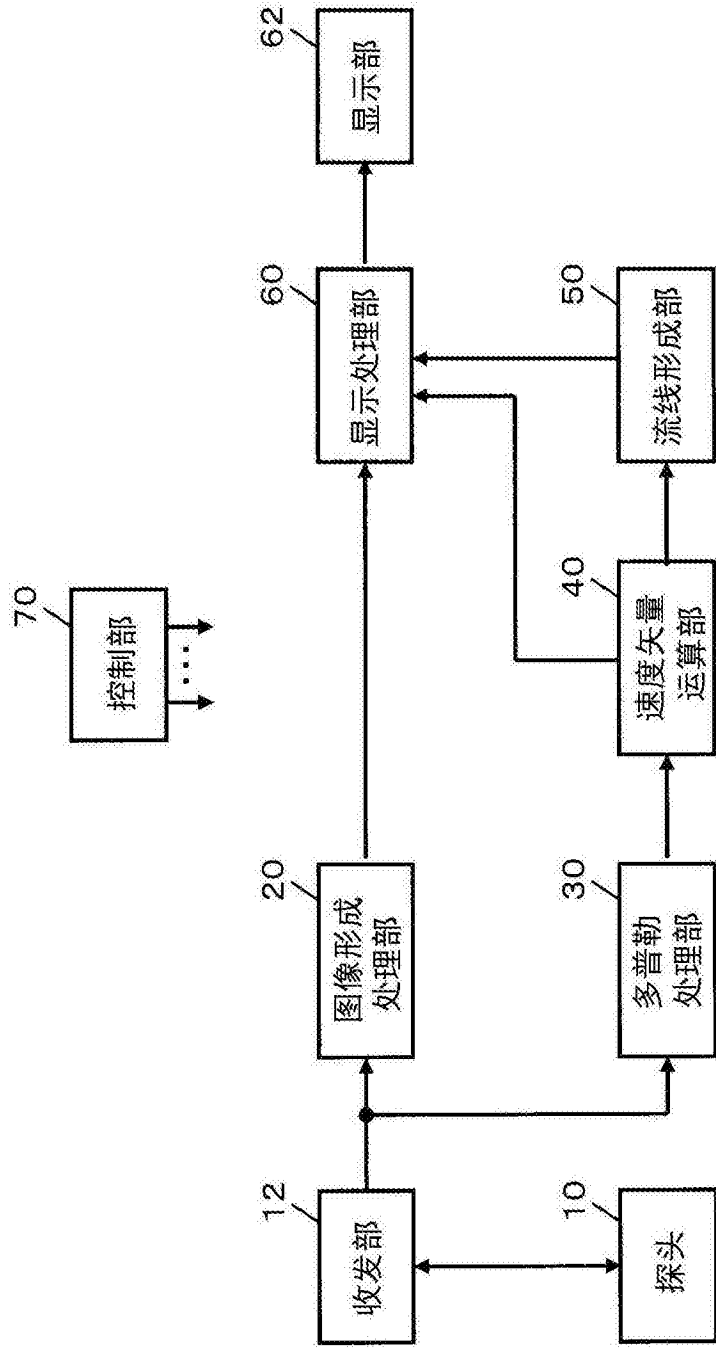 70
控制部
12
收发部
20
图像形成
处理部
60
显示处理部
62
显示部
10
探头
30
多普勒
处理部
40
速度矢量
运算部
50
流线形成部